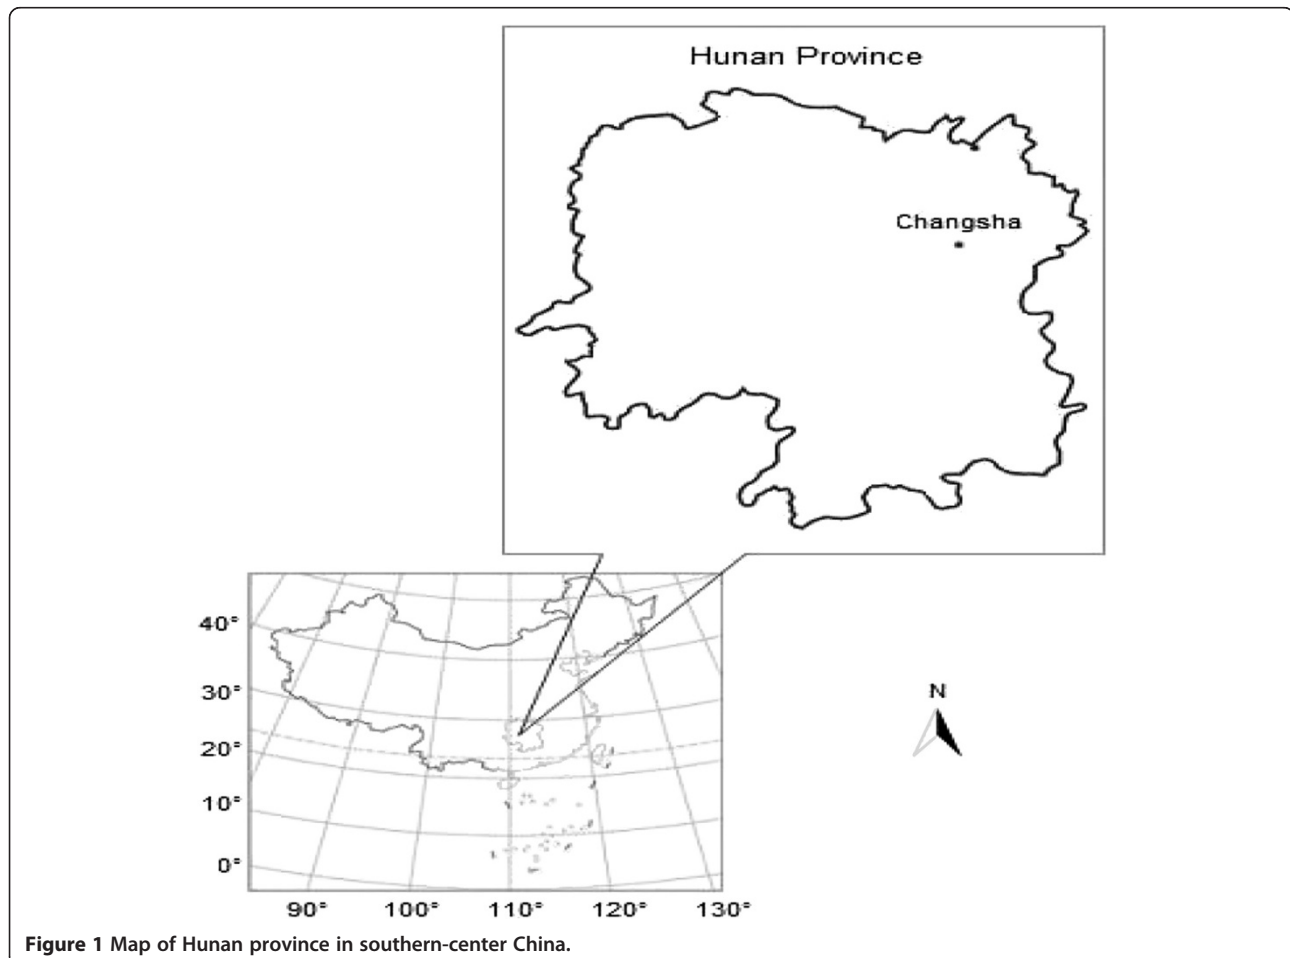 Hunan Province
Changsha
40°
30°
20°
10°
0°
90° 100° 110° 120° 130°
N
Figure 1 Map of Hunan province in southern-center China.